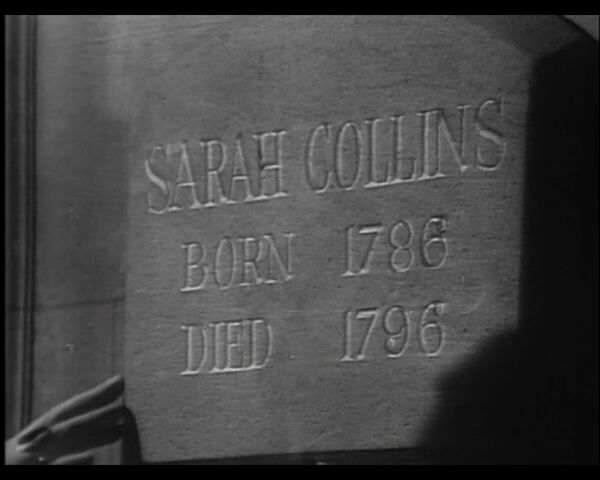 SARAH COLLINS
BORN 1786
DIED 1796